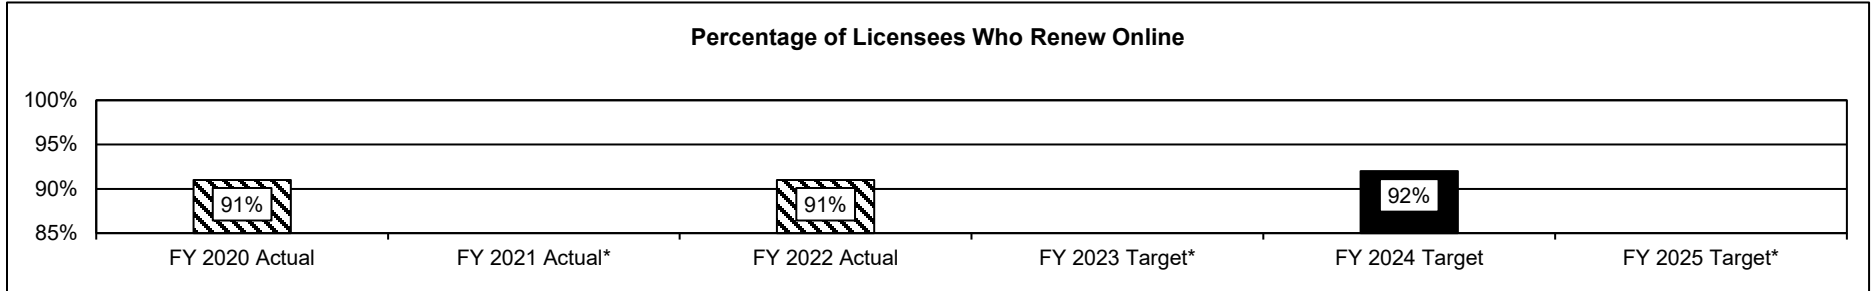 Percentage of Licensees Who Renew Online
100%
95%
90%
85%
91%
91%
92%
FY 2020 Actual
FY 2021 Actual*
FY 2022 Actual
FY 2023 Target*
FY 2024 Target
FY 2025 Target*